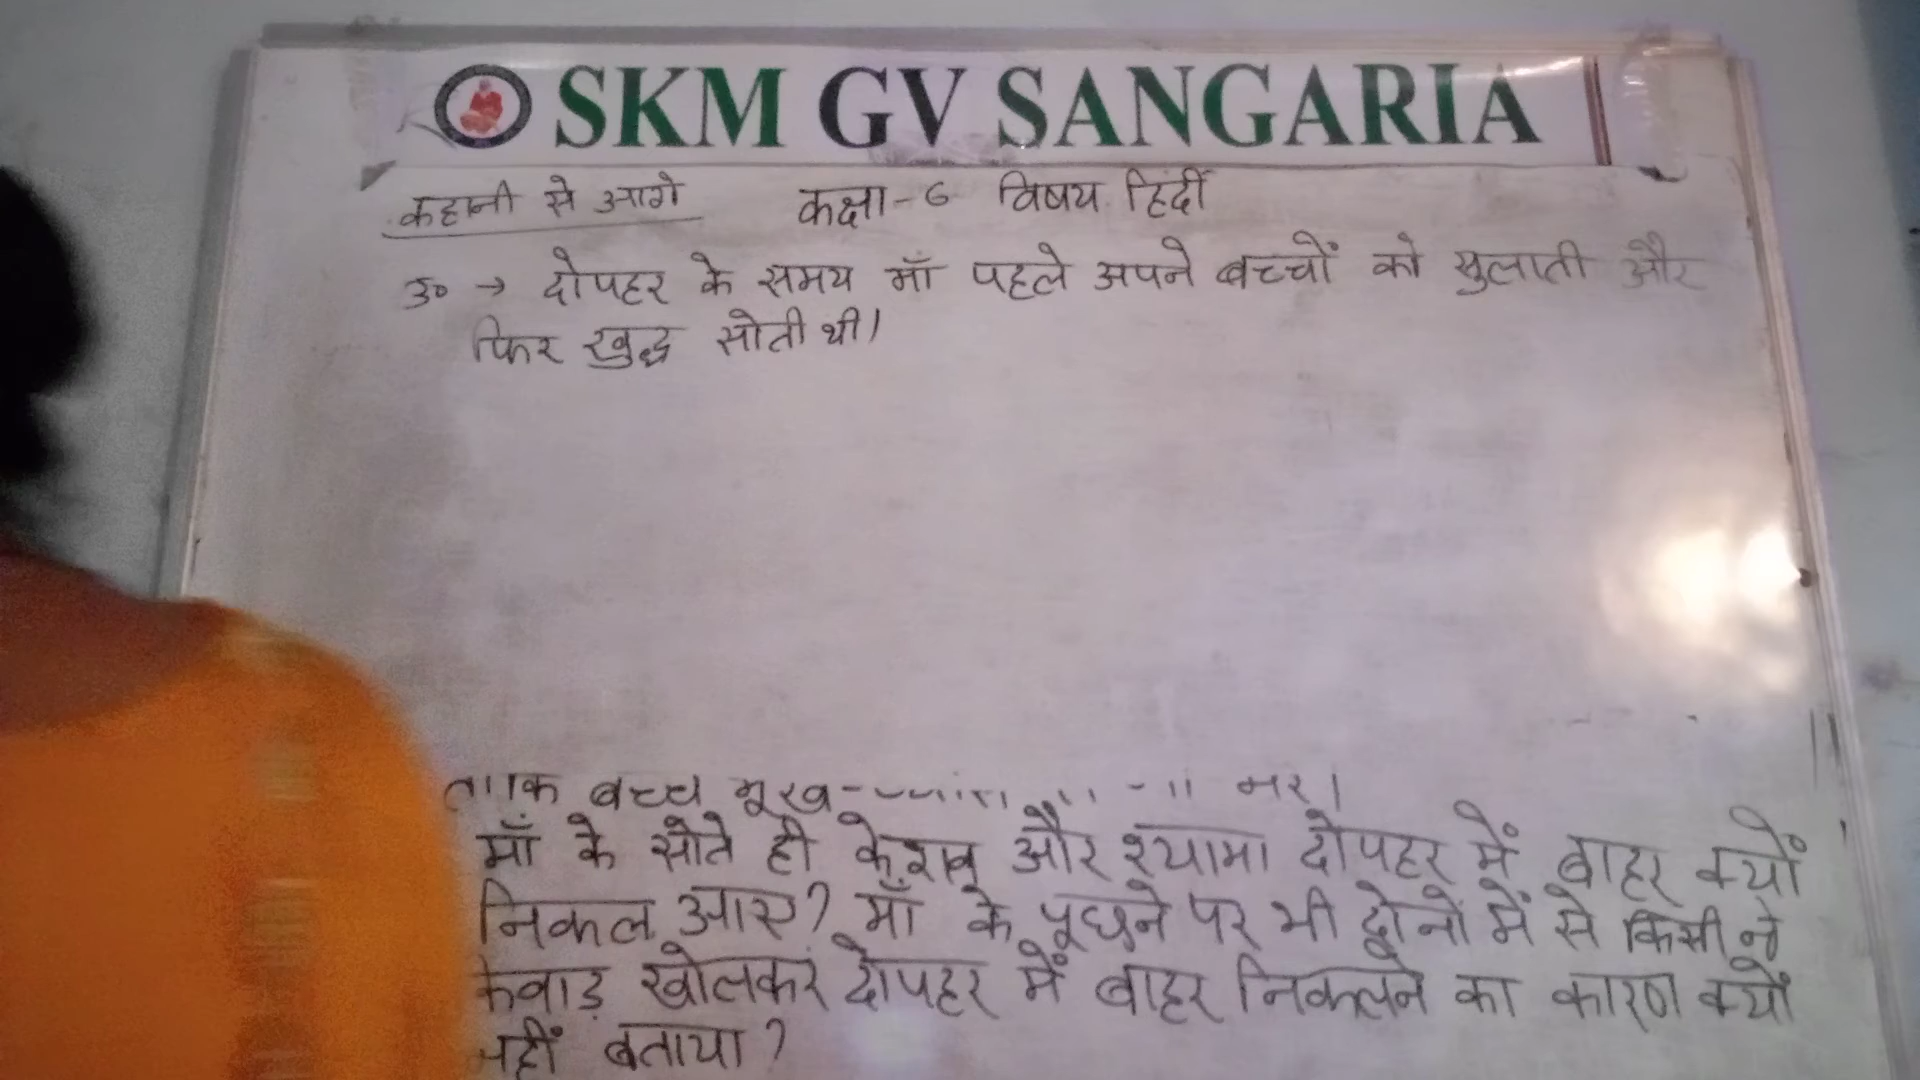 SKM GV SANGARIA
कहानी से आगे कक्षा-6 विषय हिंदी
उ० → दोपहर के समय माँ पहले अपने बच्चों को सुलाती और
फिर खुद्ध सोती थी।
बच्च भूख-
माँ के सोते ही केशव और श्यामा दोपहर में बाहर क्यों
निकल आए? माँ के पूछने पर भी दोनों में से किसी ने
केवाड़ खोलकर दोपहर में बाहर निकलने का कारण क्यों
नहीं बताया?